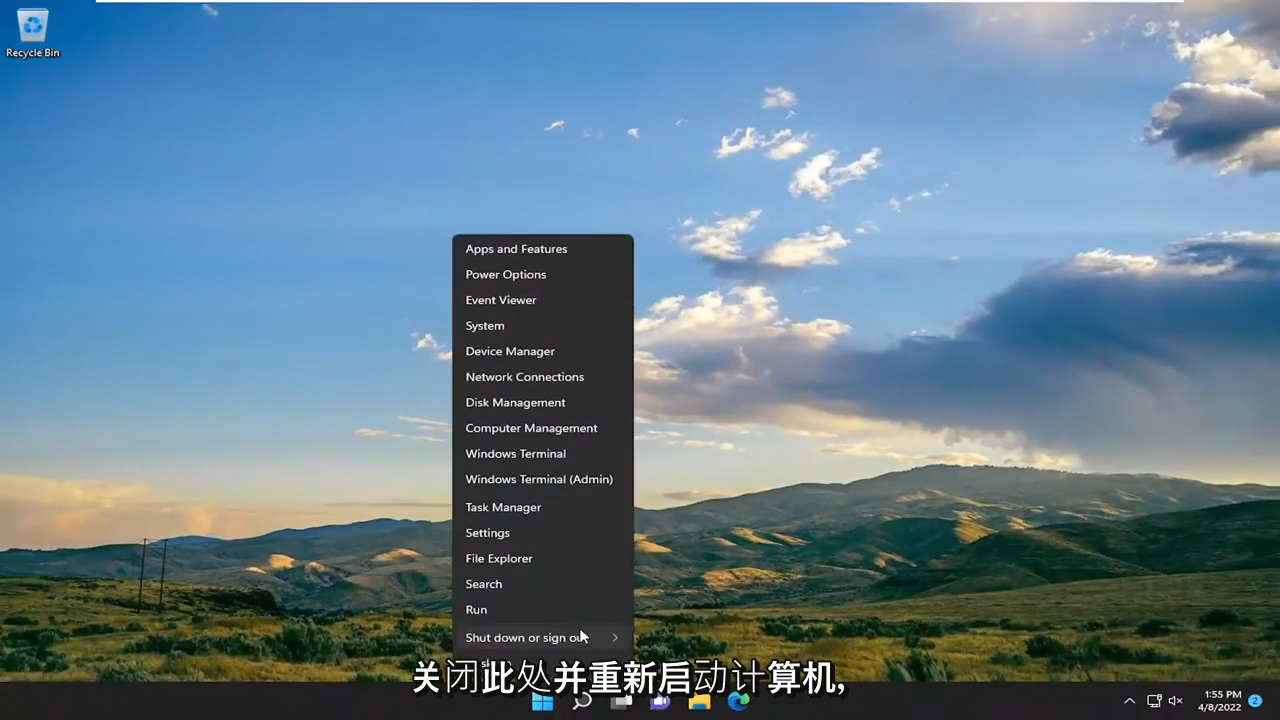 Recycle Bin
Apps and Features
Power Options
Event Viewer
System
Device Manager
Network Connections
Disk Management
Computer Management
Windows Terminal
Windows Terminal (Admin)
Task Manager
Settings
File Explorer
Search
Run
Shut down or sign
关闭此处并重新启动计算机,
1:55 PM
4/8/2022
2